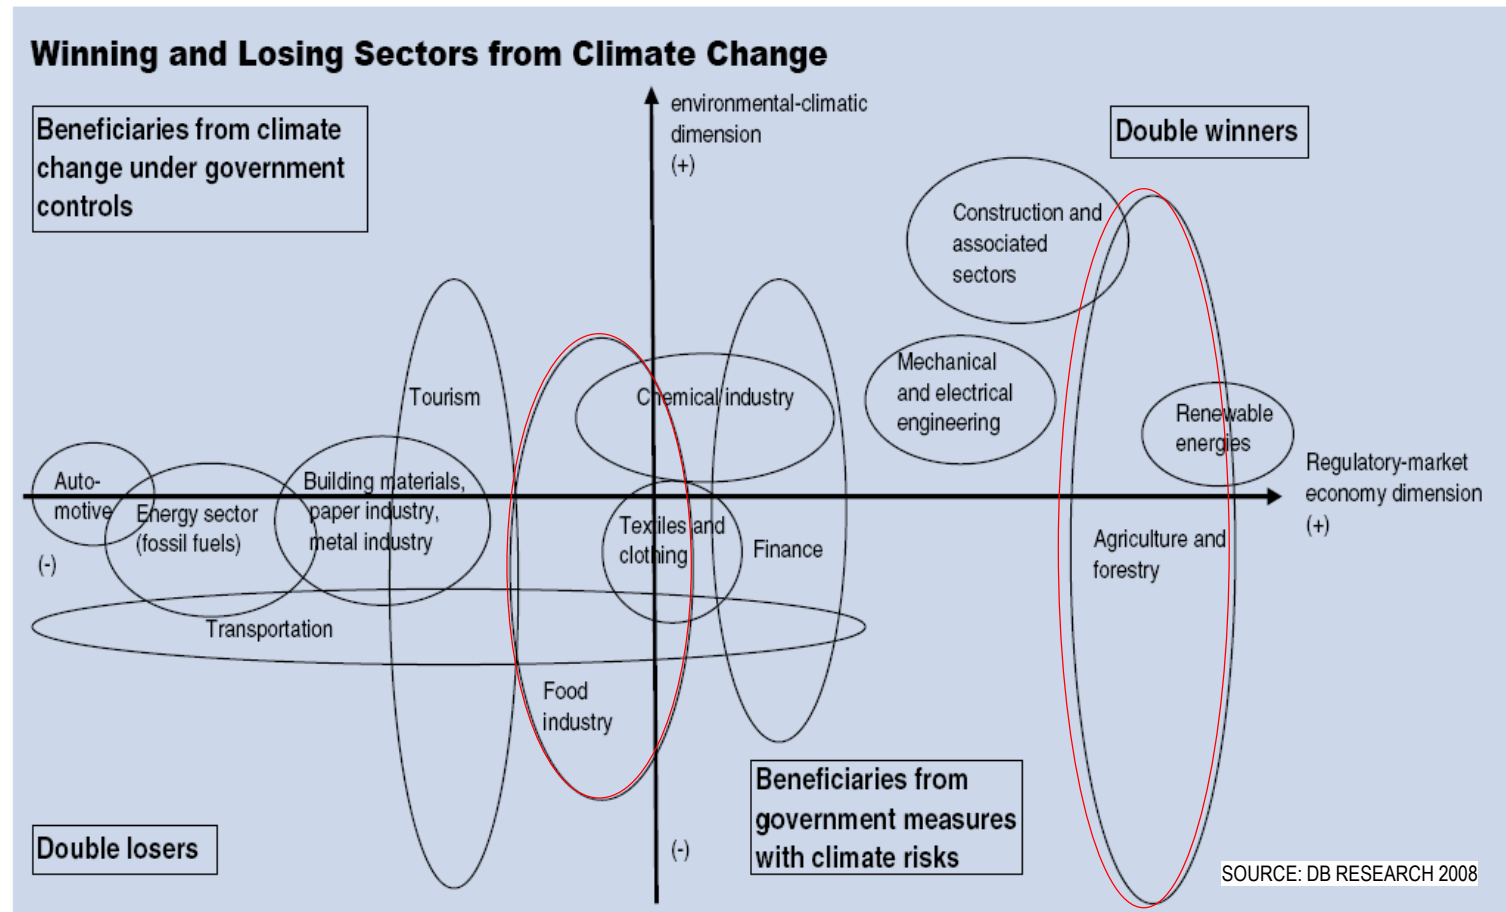 Winning and Losing Sectors from Climate Change
Beneficiaries from climate
change under government
controls
environmental-climatic
dimension
(+)
Double winners
Construction and
associated
sectors
Mechanical
and electrical
engineering
Tourism
Chemical industry
Renewable
energies
Regulatory-market
economy dimension
(+)
Auto-
motive
Energy sector
(fossil fuels)
Building materials,
paper industry,
metal industry
Textiles and
clothing
Finance
Agriculture and
forestry
(-)
Transportation
Food
industry
Beneficiaries from
government measures
with climate risks
Double losers
(-)
SOURCE: DB RESEARCH 2008